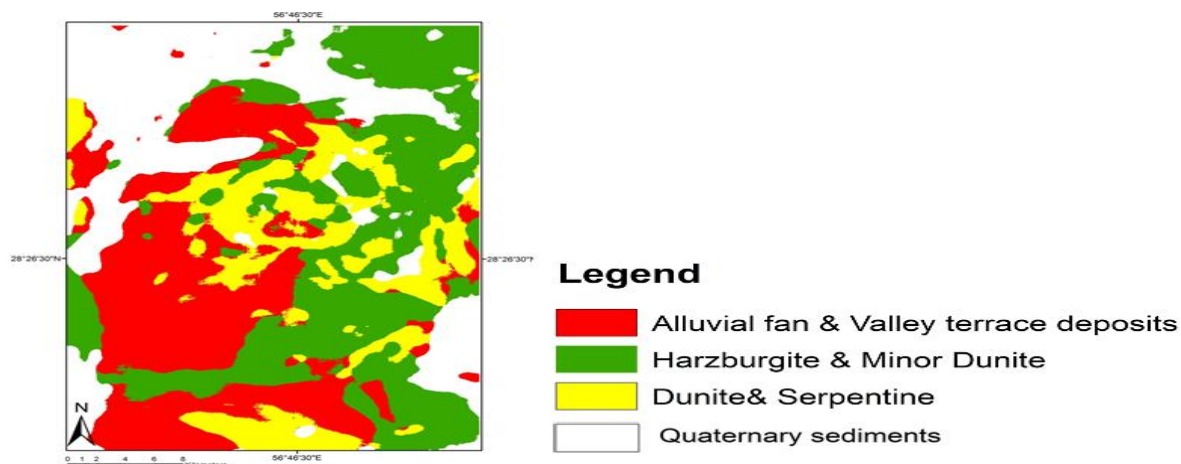 56°46'30"E
28°26'30"N
28°26'30"N
Legend
Alluvial fan & Valley terrace deposits
Harzburgite & Minor Dunite
Dunite& Serpentine
Quaternary sediments
N
0 1 2 4 6 8
56°46'30"E